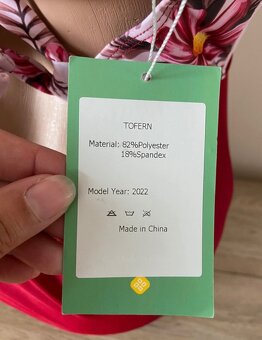 TOFERN
Material: 82%Polyester
18%Spandex
Model Year: 2022
Made in China